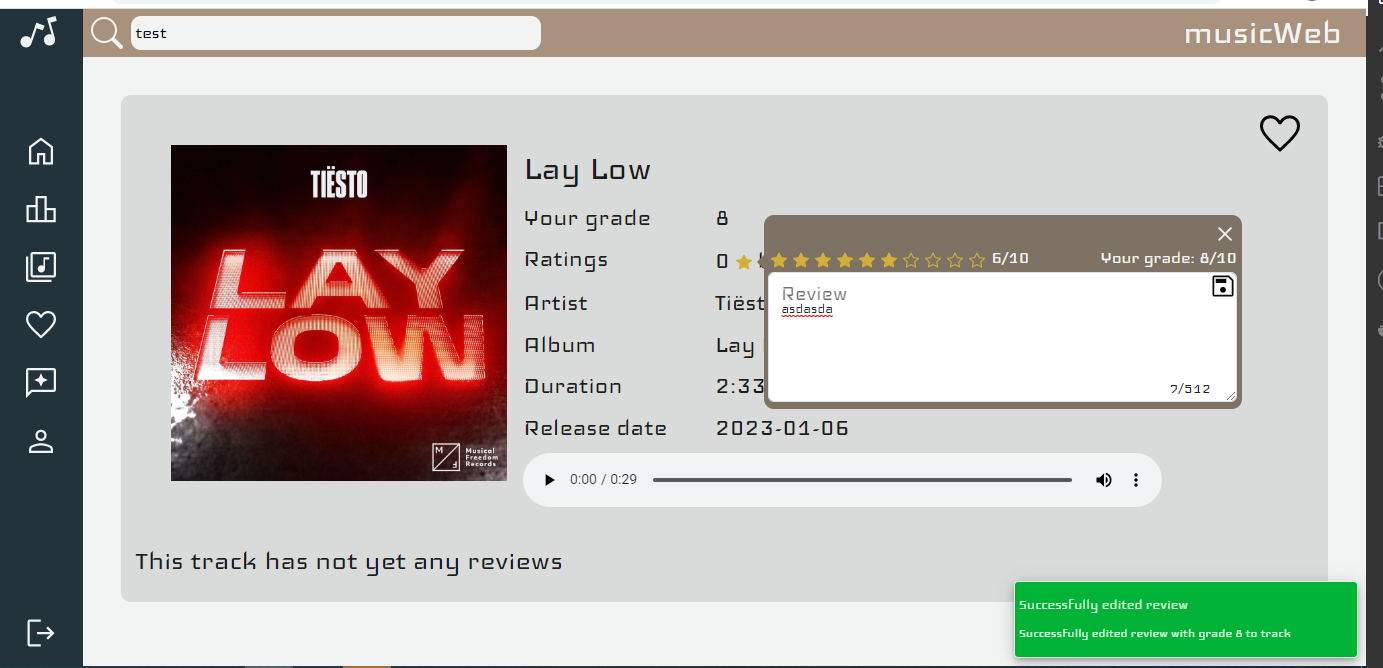 test
musicWeb
TIËSTO
LAY
LOW
Musical
Freedom
Records
M
F
Lay Low
Your grade 8
Ratings 0
Artist Tiëst
Album Lay
Duration 2:33
Release date 2023-01-06
6/10 Your grade: 8/10
Review
asdasda
7/512
0:00 / 0:29
This track has not yet any reviews
Successfully edited review
Successfully edited review with grade 8 to track